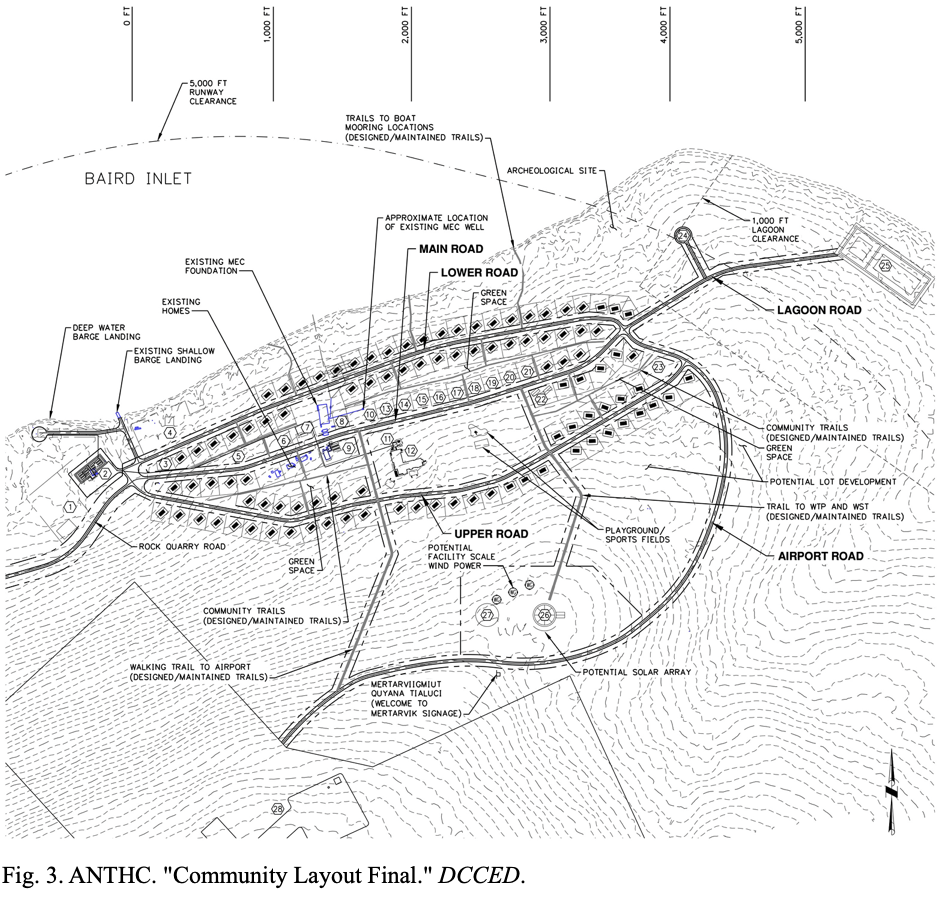 0 FT
1,000 FT
2,000 FT
3,000 FT
4,000 FT
5,000 FT
5,000 FT
RUNWAY
CLEARANCE
TRAILS TO BOAT
MOORING LOCATIONS
(DESIGNED/MAINTAINED TRAILS)
BAIRD INLET
ARCHEOLOGICAL SITE
APPROXIMATE LOCATION
OF EXISTING MEC WELL
1,000 FT
LAGOON
CLEARANCE
24
25
MAIN ROAD
EXISTING MEC
FOUNDATION
LOWER ROAD
GREEN
SPACE
EXISTING
HOMES
LAGOON ROAD
DEEP WATER
BARGE LANDING
EXISTING SHALLOW
BARGE LANDING
23
22
21
20
19
18
17
16
15
14
13
10
8
7
6
5
4
3
2
1
9
11
12
COMMUNITY TRAILS
(DESIGNED/MAINTAINED TRAILS)
GREEN
SPACE
POTENTIAL LOT DEVELOPMENT
TRAIL TO WTP AND WST
(DESIGNED/MAINTAINED TRAILS)
PLAYGROUND/
SPORTS FIELDS
UPPER ROAD
ROCK QUARRY ROAD
POTENTIAL
FACILITY SCALE
WIND POWER
AIRPORT ROAD
GREEN
SPACE
WG
WG
WG
27
26
COMMUNITY TRAILS
(DESIGNED/MAINTAINED TRAILS)
WALKING TRAIL TO AIRPORT
(DESIGNED/MAINTAINED TRAILS)
POTENTIAL SOLAR ARRAY
MERTARVIIGMIUT
QUYANA TIALUCI
(WELCOME TO
MERTARVIK SIGNAGE)
28
Fig. 3. ANTHC. "Community Layout Final." DCCED.